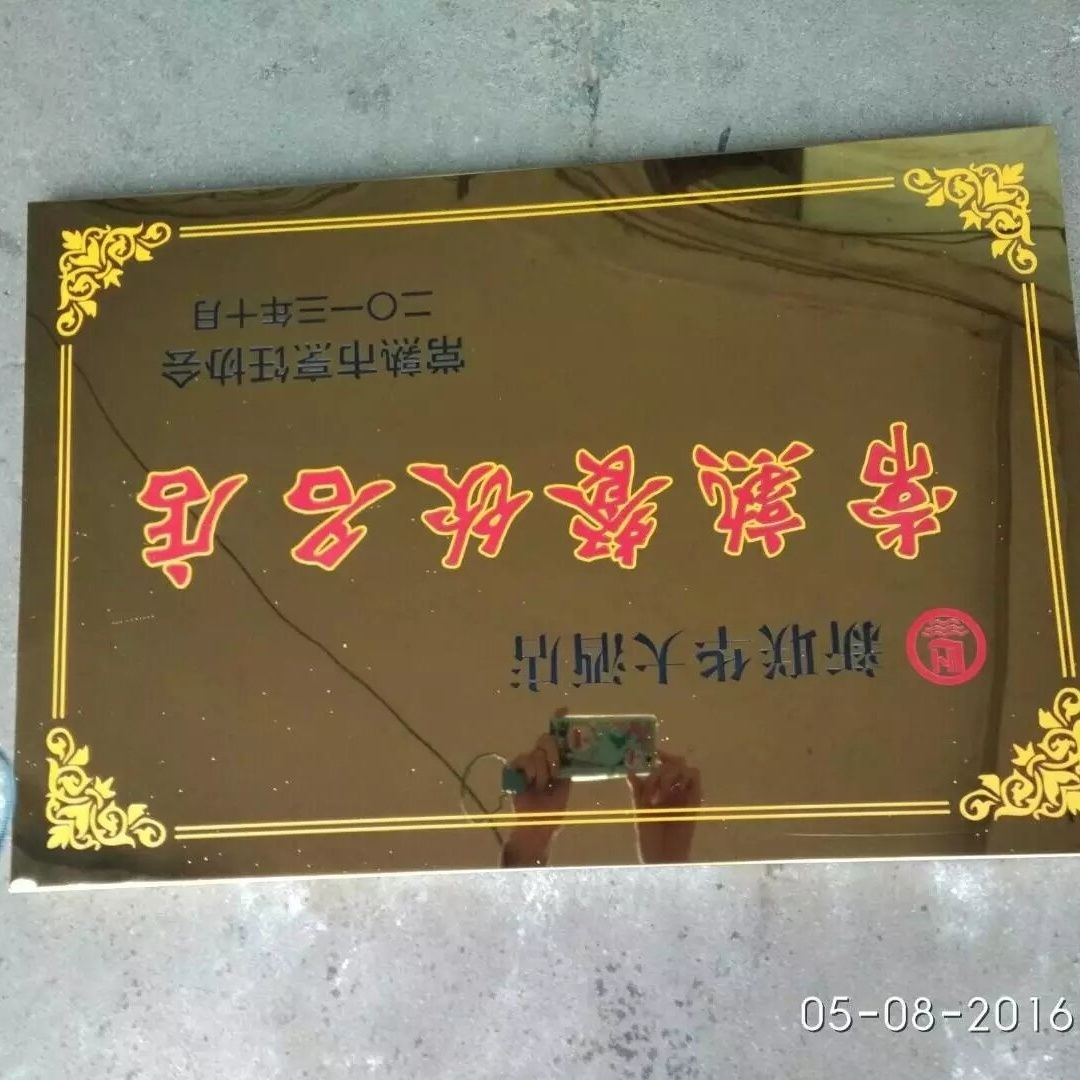 新联华大酒店
常熟餐饮名店
常熟市烹饪协会
二〇一三年十月
05-08-2016